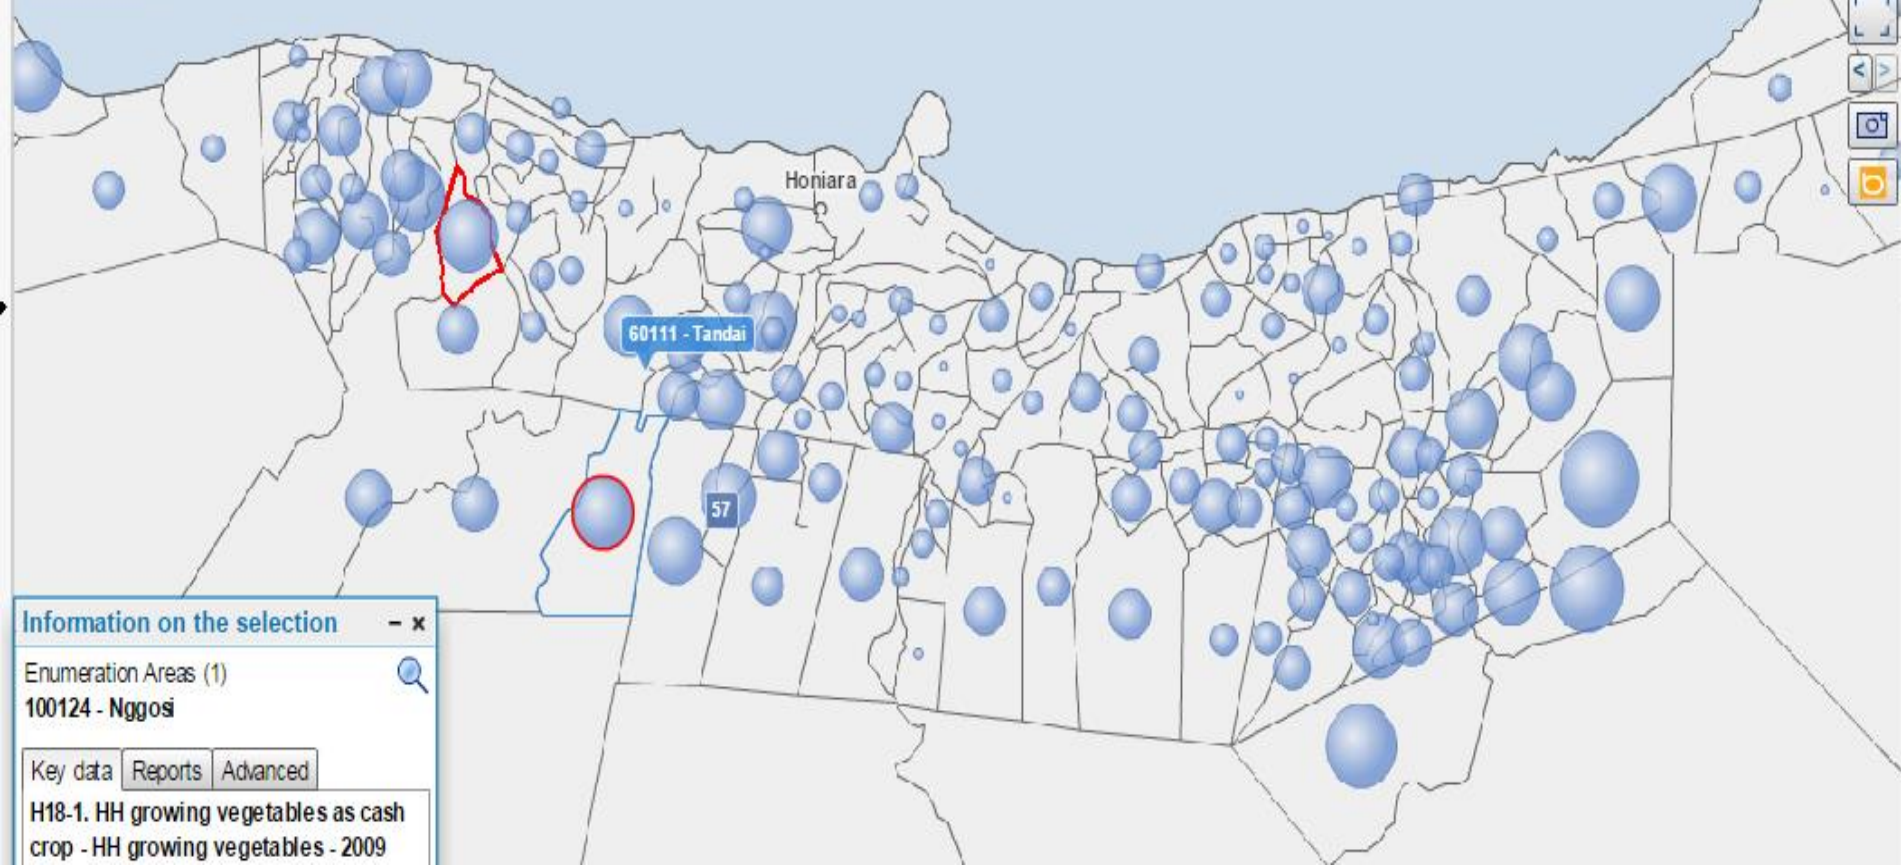 Honiara
60111 - Tandai
57
Information on the selection
Enumeration Areas (1)
100124 - Nggosi
Key data
Reports
Advanced
H18-1. HH growing vegetables as cash
crop - HH growing vegetables - 2009